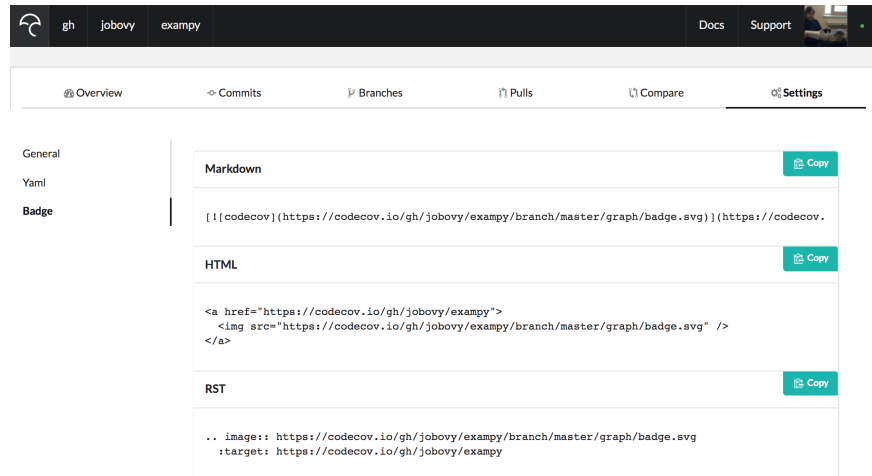 gh jobovy exampy Docs Support
Overview Commits Branches Pulls Compare Settings
General
Yaml
Badge
Markdown Copy
[![codecov](https://codecov.io/gh/jobovy/exampy/branch/master/graph/badge.svg)](https://codecov.
HTML Copy
<a href="https://codecov.io/gh/jobovy/exampy">
  <img src="https://codecov.io/gh/jobovy/exampy/branch/master/graph/badge.svg" />
</a>
RST Copy
.. image:: https://codecov.io/gh/jobovy/exampy/branch/master/graph/badge.svg
  :target: https://codecov.io/gh/jobovy/exampy